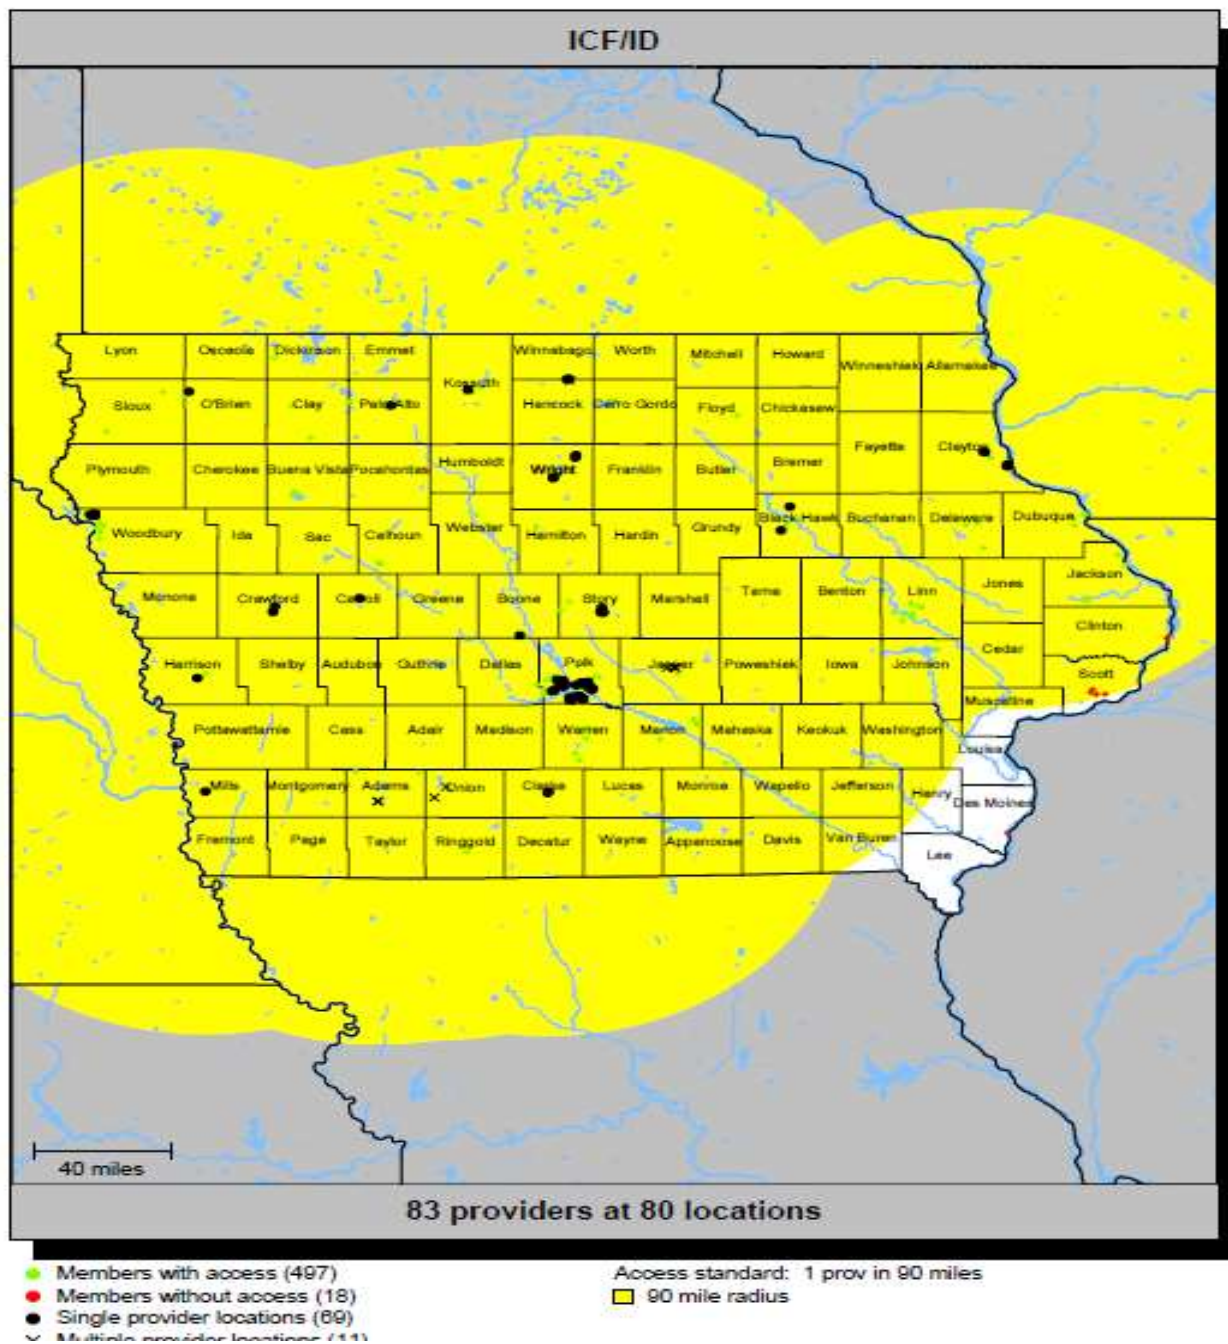 ICF/ID
Lyon Osceola Dickinson Emmet Winnebago Worth Mitchell Howard Winneshiek Allamakee
Kossuth
Sioux O'Brien Clay Palo Alto Hancock Cerro Gordo Floyd Chickasaw
Fayette Clayton
Plymouth Cherokee Buena Vista Pocahontas Humboldt Wright Franklin Butler Bremer
Woodbury Ida Sac Calhoun Webster Hamilton Hardin Grundy Black Hawk Buchanan Delaware Dubuque
Monona Crawford Carroll Greene Boone Story Marshall Tama Benton Linn Jones Jackson
Clinton
Harrison Shelby Audubon Guthrie Dallas Polk Jasper Poweshiek Iowa Johnson Cedar
Scott
Muscatine
Pottawattamie Cass Adair Madison Warren Marion Mahaska Keokuk Washington
Louisa
Mills Montgomery Adams Union Clarke Lucas Monroe Wapello Jefferson Henry Des Moines
Fremont Page Taylor Ringgold Decatur Wayne Appanoose Davis Van Buren Lee
40 miles
83 providers at 80 locations
Members with access (497)
Members without access (18)
Single provider locations (69)
Multiple provider locations (11)
Access standard: 1 prov in 90 miles
90 mile radius